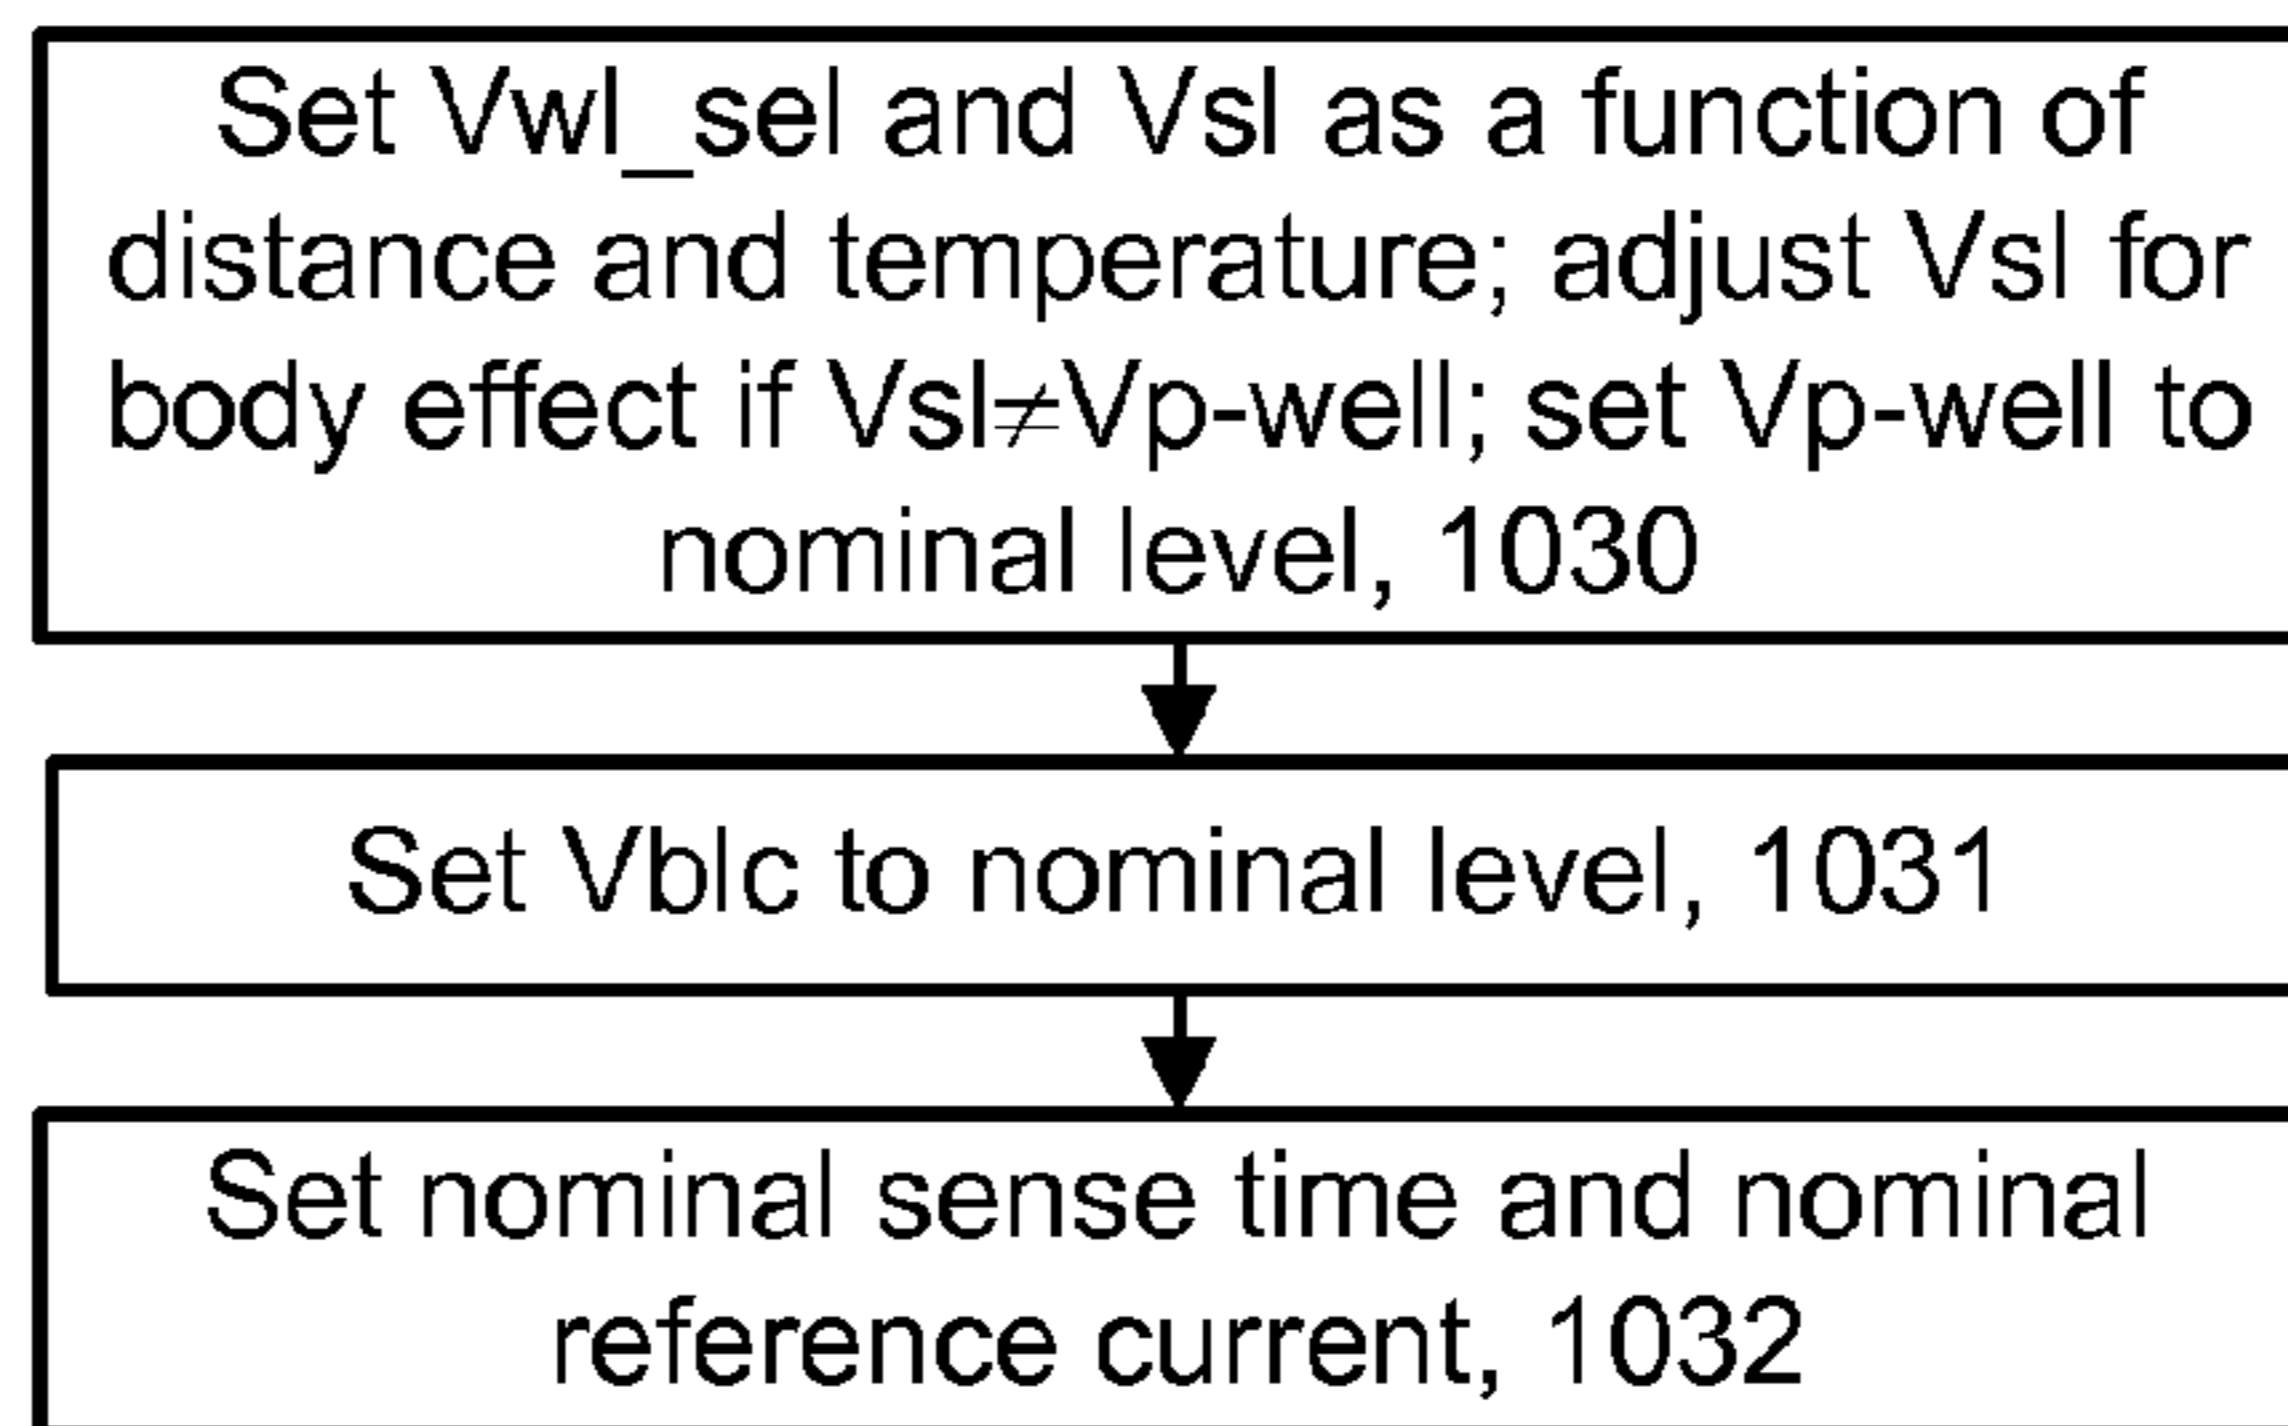 Set Vwl_sel and Vsl as a function of
distance and temperature; adjust Vsl for
body effect if Vsl≠Vp-well; set Vp-well to
nominal level, 1030
Set Vblc to nominal level, 1031
Set nominal sense time and nominal
reference current, 1032